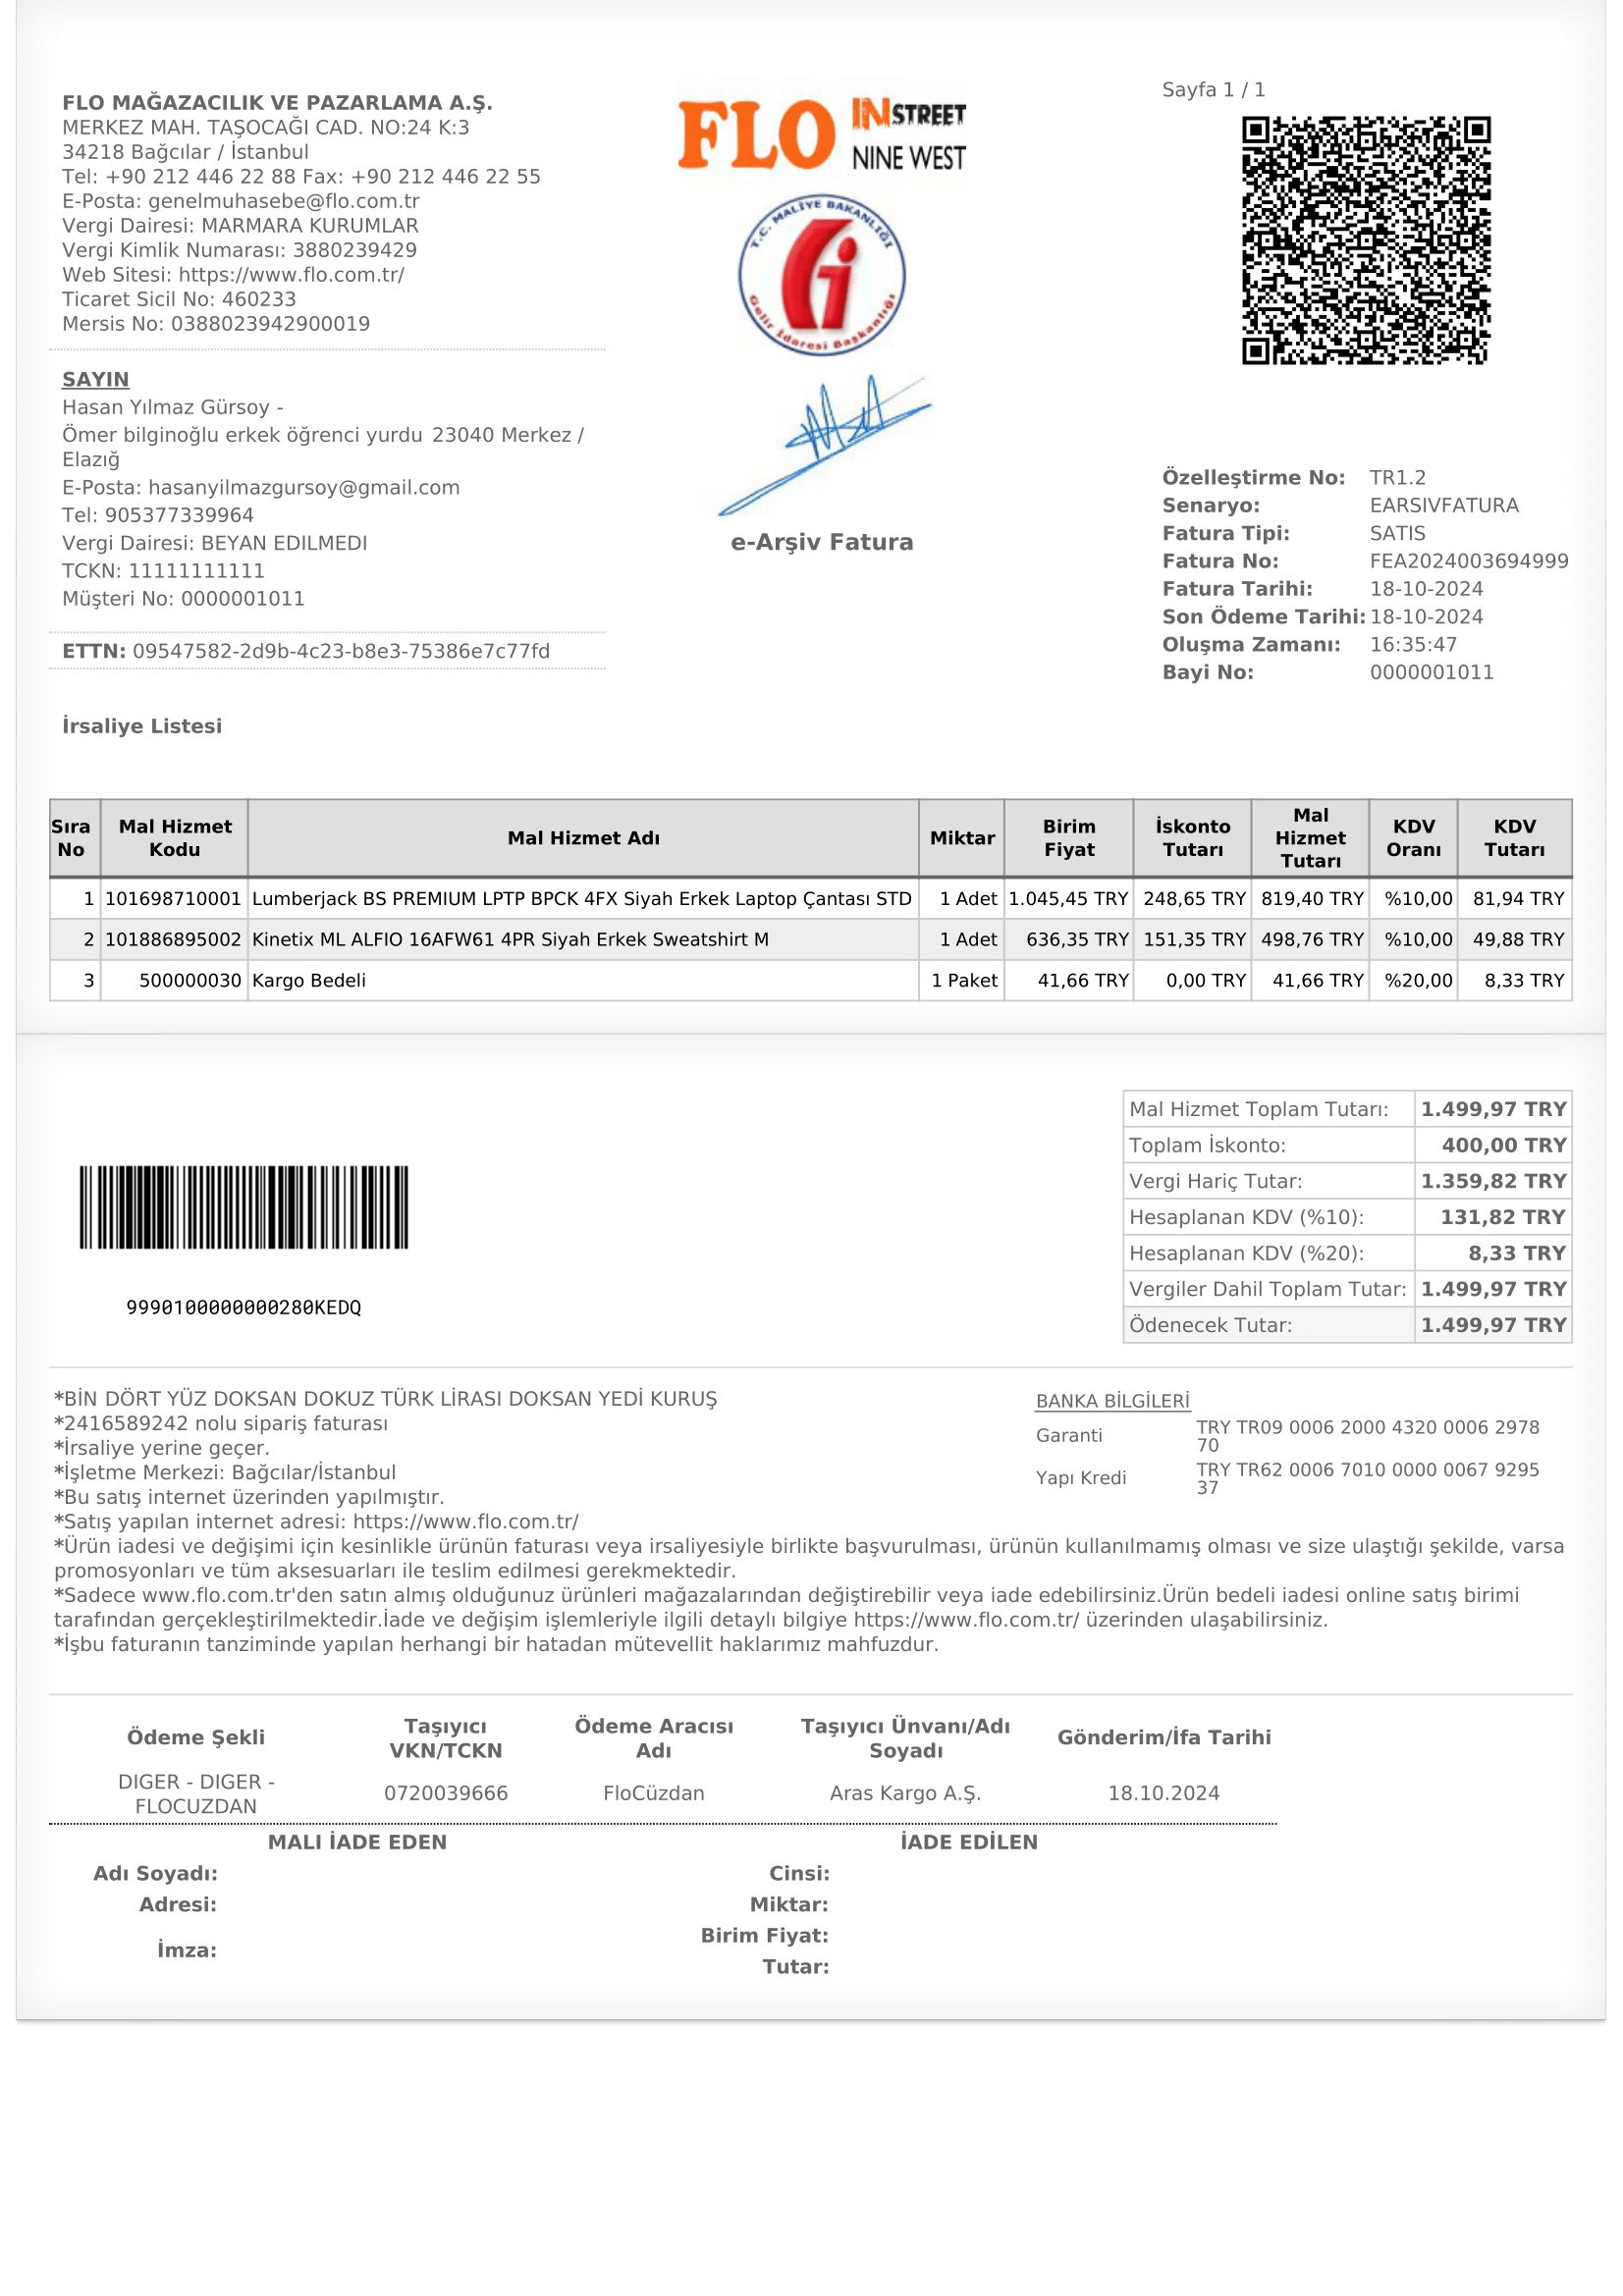 Sayfa 1 / 1
FLO MAĞAZACILIK VE PAZARLAMA A.Ş.
MERKEZ MAH. TAŞOCAĞI CAD. NO:24 K:3
34218 Bağcılar / İstanbul
Tel: +90 212 446 22 88 Fax: +90 212 446 22 55
E-Posta: genelmuhasebe@flo.com.tr
Vergi Dairesi: MARMARA KURUMLAR
Vergi Kimlik Numarası: 3880239429
Web Sitesi: https://www.flo.com.tr/
Ticaret Sicil No: 460233
Mersis No: 0388023942900019
FLO INSTREET
NINE WEST
T.C. MALİYE BAKANLIĞI
Gelir İdaresi Başkanlığı
e-Arşiv Fatura
SAYIN
Hasan Yılmaz Gürsoy -
Ömer bilginoğlu erkek öğrenci yurdu 23040 Merkez /
Elazığ
E-Posta: hasanyilmazgursoy@gmail.com
Tel: 905377339964
Vergi Dairesi: BEYAN EDILMEDI
TCKN: 11111111111
Müşteri No: 0000001011
ETTN: 09547582-2d9b-4c23-b8e3-75386e7c77fd
Özelleştirme No: TR1.2
Senaryo: EARSIVFATURA
Fatura Tipi: SATIS
Fatura No: FEA2024003694999
Fatura Tarihi: 18-10-2024
Son Ödeme Tarihi: 18-10-2024
Oluşma Zamanı: 16:35:47
Bayi No: 0000001011
İrsaliye Listesi
Sıra No Mal Hizmet Kodu Mal Hizmet Adı Miktar Birim Fiyat İskonto Tutarı Mal Hizmet Tutarı KDV Oranı KDV Tutarı
1 101698710001 Lumberjack BS PREMIUM LPTP BPCK 4FX Siyah Erkek Laptop Çantası STD 1 Adet 1.045,45 TRY 248,65 TRY 819,40 TRY %10,00 81,94 TRY
2 101886895002 Kinetix ML ALFIO 16AFW61 4PR Siyah Erkek Sweatshirt M 1 Adet 636,35 TRY 151,35 TRY 498,76 TRY %10,00 49,88 TRY
3 500000030 Kargo Bedeli 1 Paket 41,66 TRY 0,00 TRY 41,66 TRY %20,00 8,33 TRY
Mal Hizmet Toplam Tutarı: 1.499,97 TRY
Toplam İskonto: 400,00 TRY
Vergi Hariç Tutar: 1.359,82 TRY
Hesaplanan KDV (%10): 131,82 TRY
Hesaplanan KDV (%20): 8,33 TRY
Vergiler Dahil Toplam Tutar: 1.499,97 TRY
Ödenecek Tutar: 1.499,97 TRY
9990100000000280KEDQ
*BİN DÖRT YÜZ DOKSAN DOKUZ TÜRK LİRASI DOKSAN YEDİ KURUŞ
*2416589242 nolu sipariş faturası
*İrsaliye yerine geçer.
*İşletme Merkezi: Bağcılar/İstanbul
*Bu satış internet üzerinden yapılmıştır.
*Satış yapılan internet adresi: https://www.flo.com.tr/
BANKA BİLGİLERİ
Garanti TRY TR09 0006 2000 4320 0006 2978
70
Yapı Kredi TRY TR62 0006 7010 0000 0067 9295
37
*Ürün iadesi ve değişimi için kesinlikle ürünün faturası veya irsaliyesiyle birlikte başvurulması, ürünün kullanılmamış olması ve size ulaştığı şekilde, varsa
promosyonları ve tüm aksesuarları ile teslim edilmesi gerekmektedir.
*Sadece www.flo.com.tr'den satın almış olduğunuz ürünleri mağazalarından değiştirebilir veya iade edebilirsiniz.Ürün bedeli iadesi online satış birimi
tarafından gerçekleştirilmektedir.İade ve değişim işlemleriyle ilgili detaylı bilgiye https://www.flo.com.tr/ üzerinden ulaşabilirsiniz.
*İşbu faturanın tanziminde yapılan herhangi bir hatadan mütevellit haklarımız mahfuzdur.
Ödeme Şekli Taşıyıcı VKN/TCKN Ödeme Aracısı Adı Taşıyıcı Ünvanı/Adı Soyadı Gönderim/İfa Tarihi
DIGER - DIGER - FLOCUZDAN 0720039666 FloCüzdan Aras Kargo A.Ş. 18.10.2024
MALI İADE EDEN İADE EDİLEN
Adı Soyadı: Cinsi:
Adresi: Miktar:
Birim Fiyat:
İmza:
Tutar: